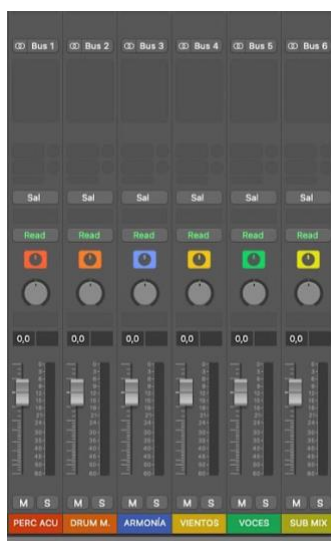 Bus 1 Bus 2 Bus 3 Bus 4 Bus 5 Bus 6
Sal Sal Sal Sal Sal Sal
Read Read Read Read Read Read
0,0 0,0 0,0 0,0 0,0 0,0
M S M S M S M S M S M S
PERC ACU DRUM M. ARMONÍA VIENTOS VOCES SUB MIX